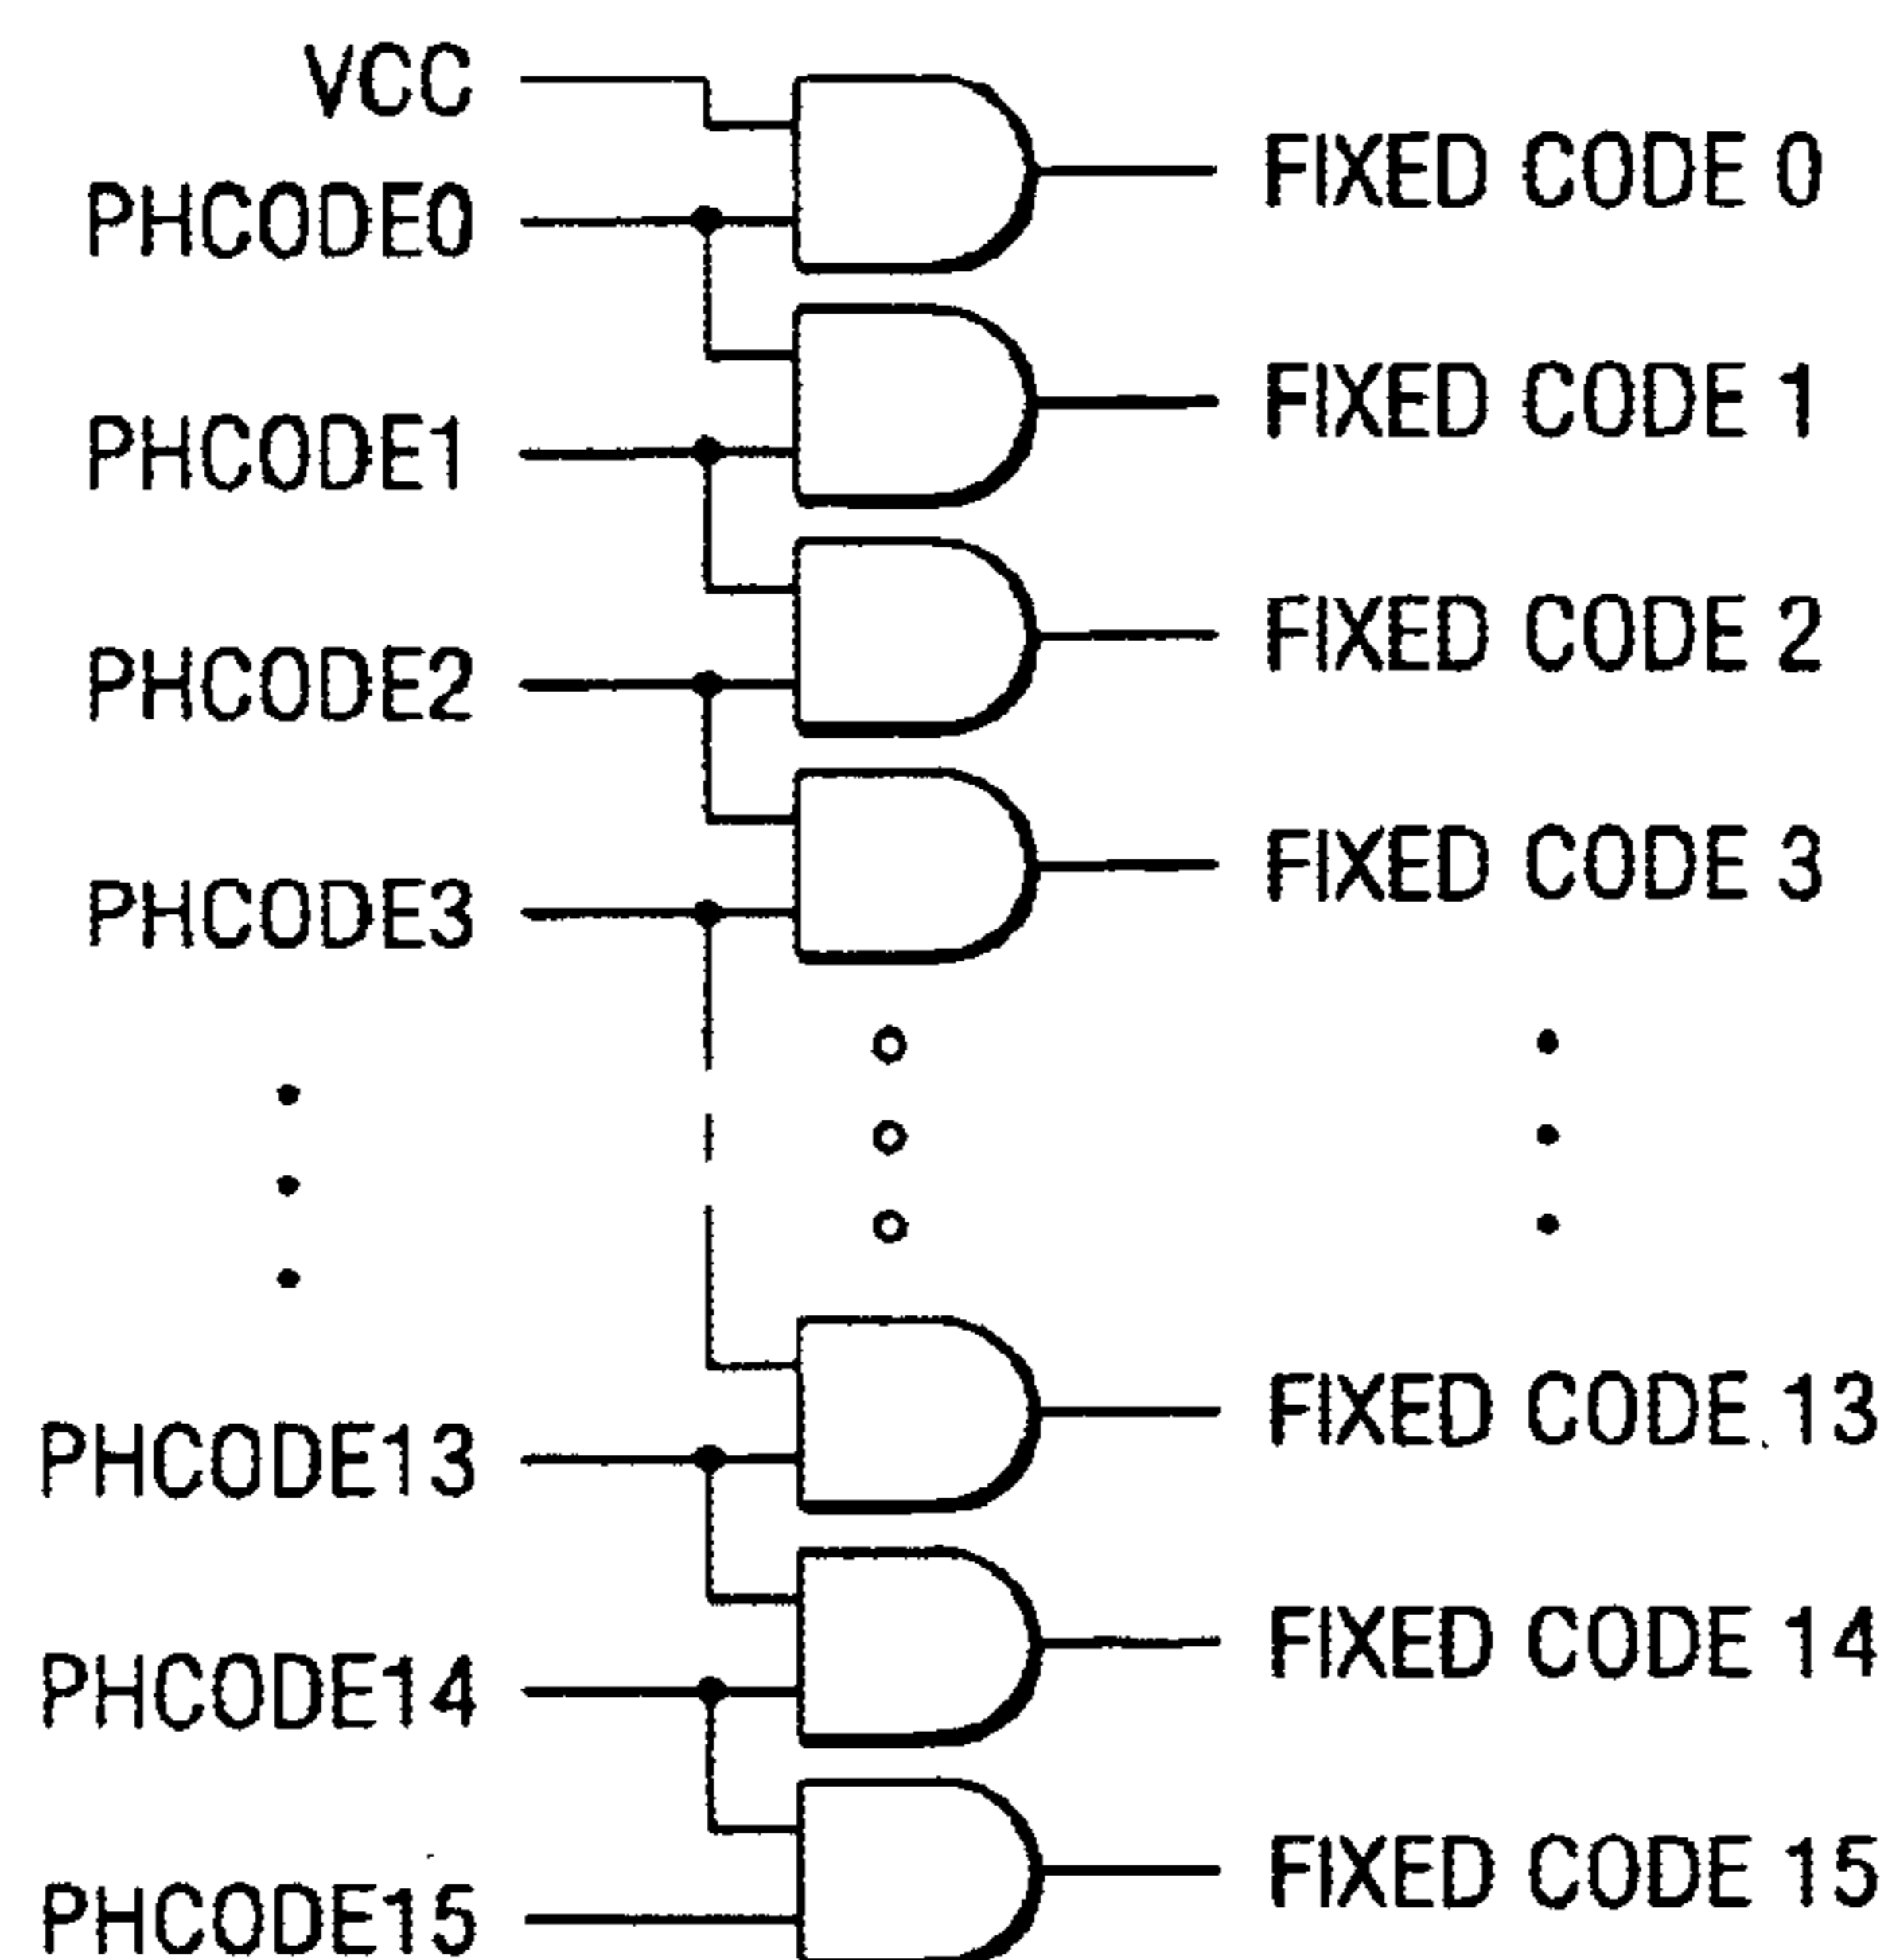 VCC
PHCODE0
FIXED CODE 0
PHCODE1
FIXED CODE 1
PHCODE2
FIXED CODE 2
PHCODE3
FIXED CODE 3
PHCODE13
FIXED CODE 13
PHCODE14
FIXED CODE 14
PHCODE15
FIXED CODE 15